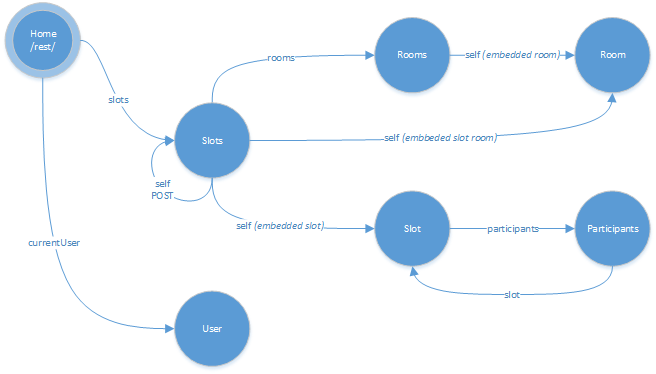 Home
/rest/
rooms
Rooms
self (embedded room)
Room
slots
Slots
self (embbeded slot room)
self
POST
self (embedded slot)
Slot
participants
Participants
currentUser
slot
User